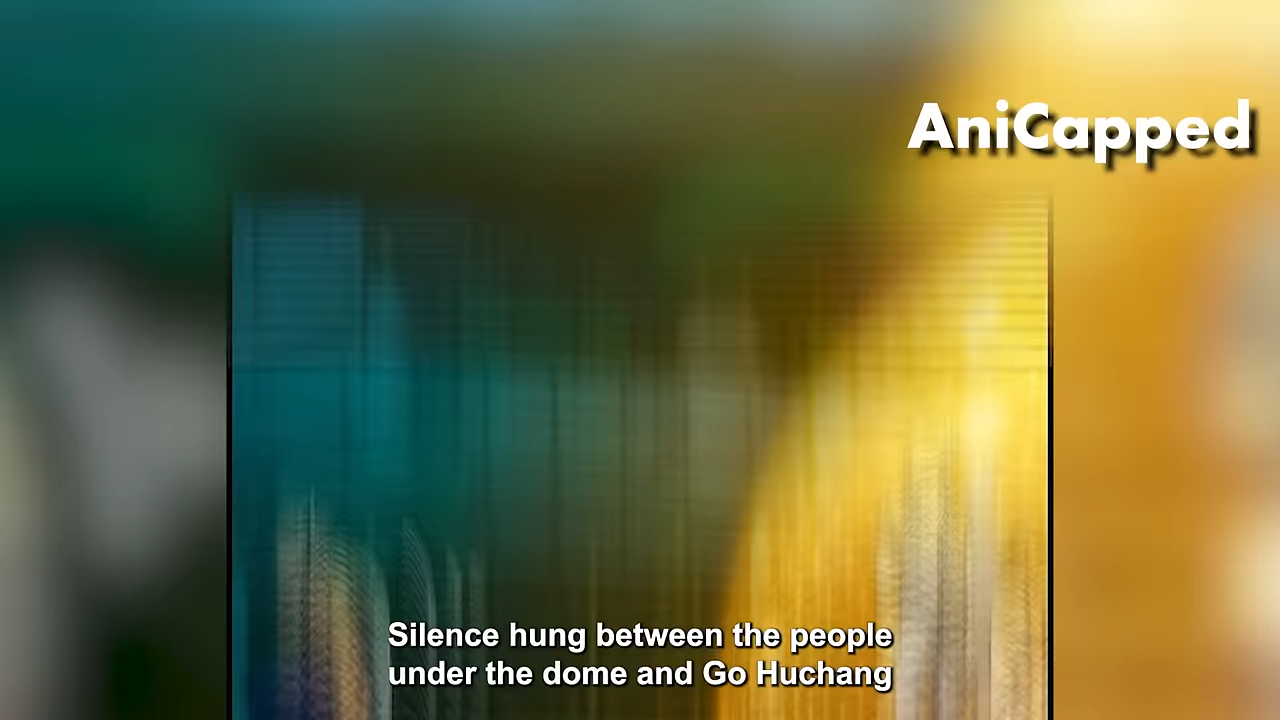 AniCapped
Silence hung between the people
under the dome and Go Huchang